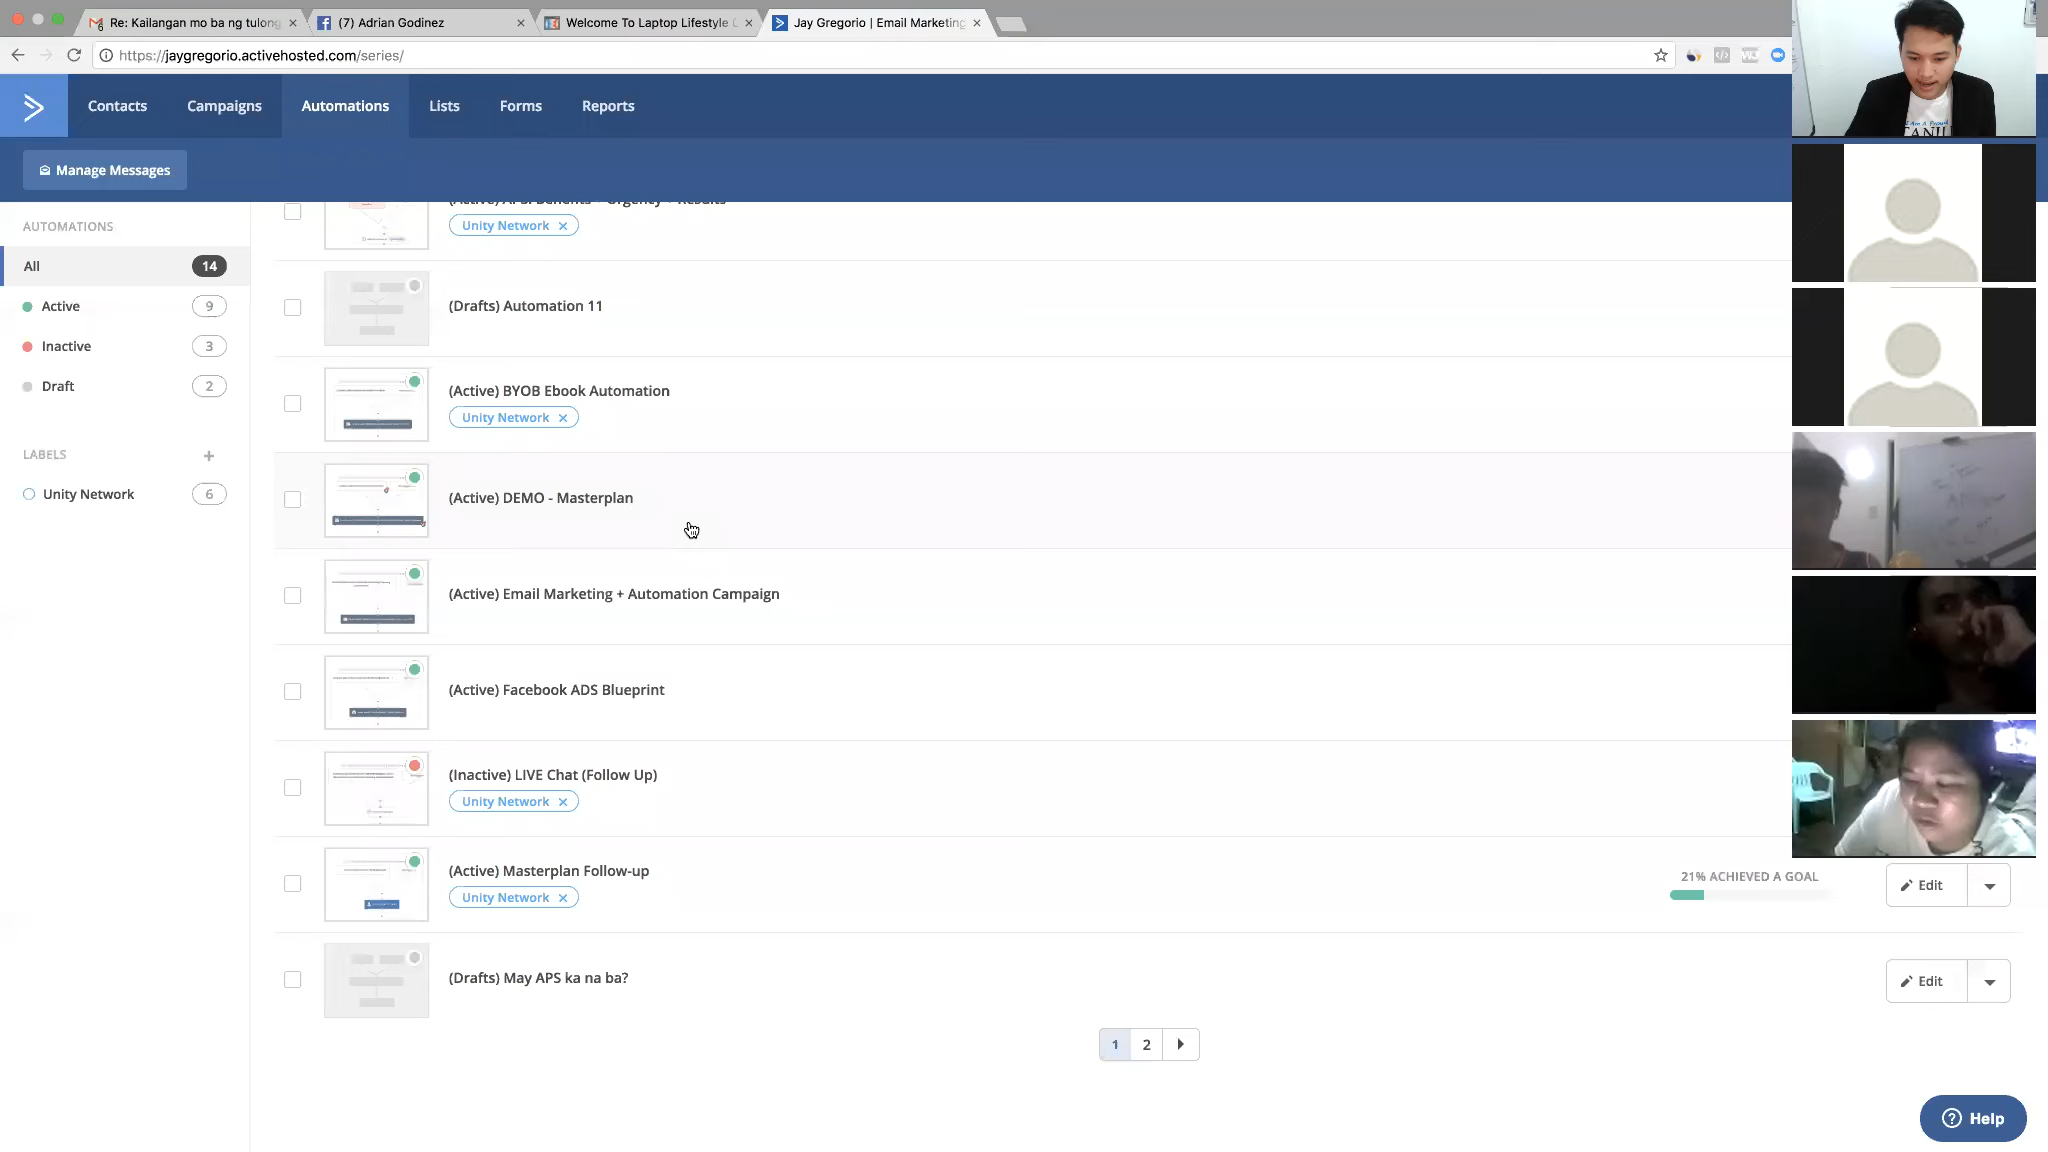 Re: Kailangan mo ba ng tulong
(7) Adrian Godinez
Welcome To Laptop Lifestyle
Jay Gregorio | Email Marketing
https://jaygregorio.activehosted.com/series/
Contacts
Campaigns
Automations
Lists
Forms
Reports
Manage Messages
AUTOMATIONS
All 14
Active 9
Inactive 3
Draft 2
LABELS +
Unity Network 6
Unity Network ×
(Drafts) Automation 11
(Active) BYOB Ebook Automation
Unity Network ×
(Active) DEMO - Masterplan
(Active) Email Marketing + Automation Campaign
(Active) Facebook ADS Blueprint
(Inactive) LIVE Chat (Follow Up)
Unity Network ×
(Active) Masterplan Follow-up
Unity Network ×
21% ACHIEVED A GOAL
Edit
(Drafts) May APS ka na ba?
Edit
1 2
Help
I Am A Proud